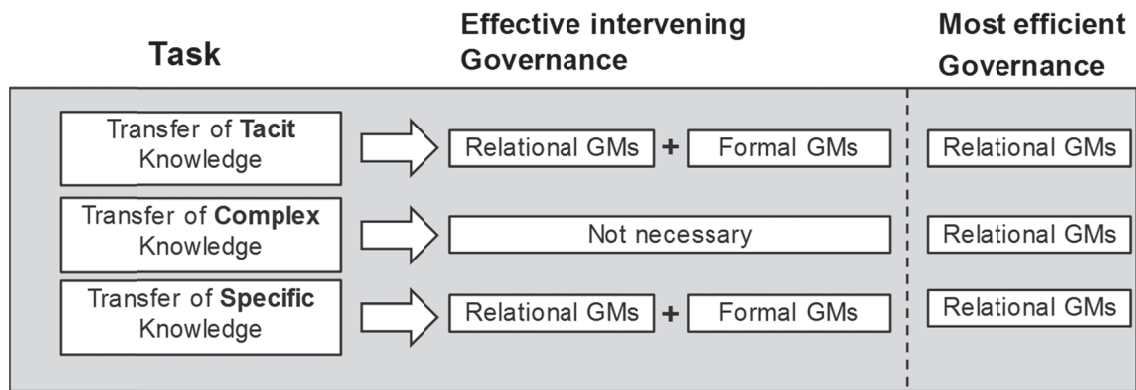 Task
Effective intervening
Governance
Most efficient
Governance
Transfer of Tacit
Knowledge
Relational GMs + Formal GMs
Relational GMs
Transfer of Complex
Knowledge
Not necessary
Relational GMs
Transfer of Specific
Knowledge
Relational GMs + Formal GMs
Relational GMs